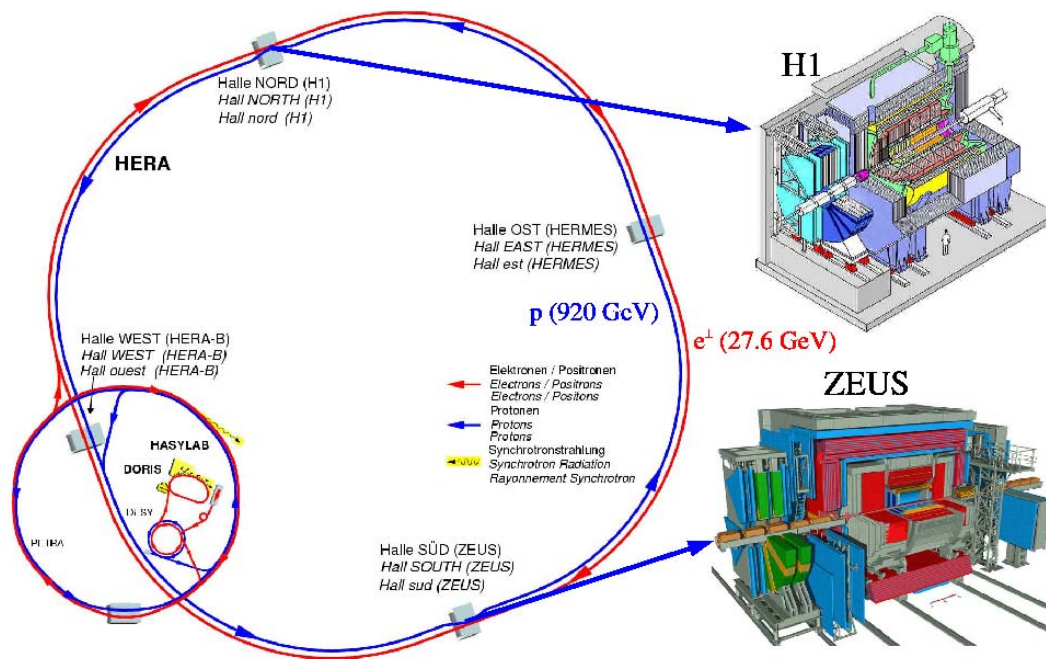 H1
Halle NORD (H1)
Hall NORTH (H1)
Hall nord (H1)
HERA
Halle OST (HERMES)
Hall EAST (HERMES)
Hall est (HERMES)
p (920 GeV)
e⊥ (27.6 GeV)
Halle WEST (HERA-B)
Hall WEST (HERA-B)
Hall ouest (HERA-B)
Elektronen / Positronen
Electrons / Positrons
Electrons / Positons
Protonen
Protons
Protons
Synchrotronstrahlung
Synchrotron Radiation
Rayonnement Synchrotron
ZEUS
HASYLAB
DORIS
DESY
PETRA
Halle SÜD (ZEUS)
Hall SOUTH (ZEUS)
Hall sud (ZEUS)